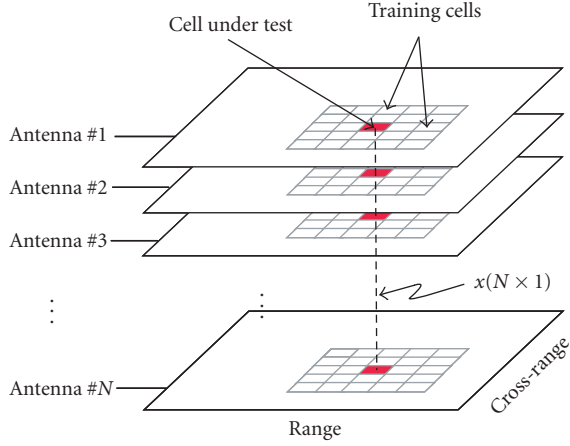 Cell under test
Training cells
Antenna #1
Antenna #2
Antenna #3
x(N × 1)
Antenna #N
Range
Cross-range